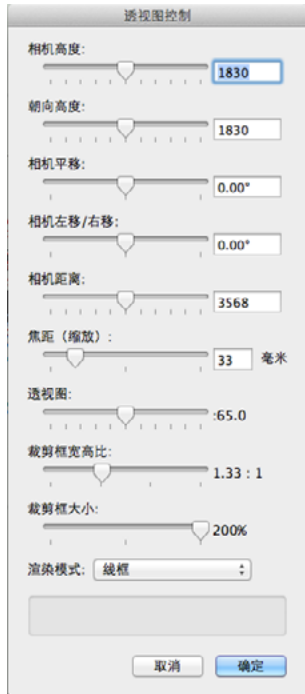 透视图控制
相机高度:
1830
朝向高度:
1830
相机平移:
0.00°
相机左移/右移:
0.00°
相机距离:
3568
焦距（缩放）:
33 毫米
透视图:
:65.0
裁剪框宽高比:
1.33 : 1
裁剪框大小:
200%
渲染模式: 线框
取消 确定